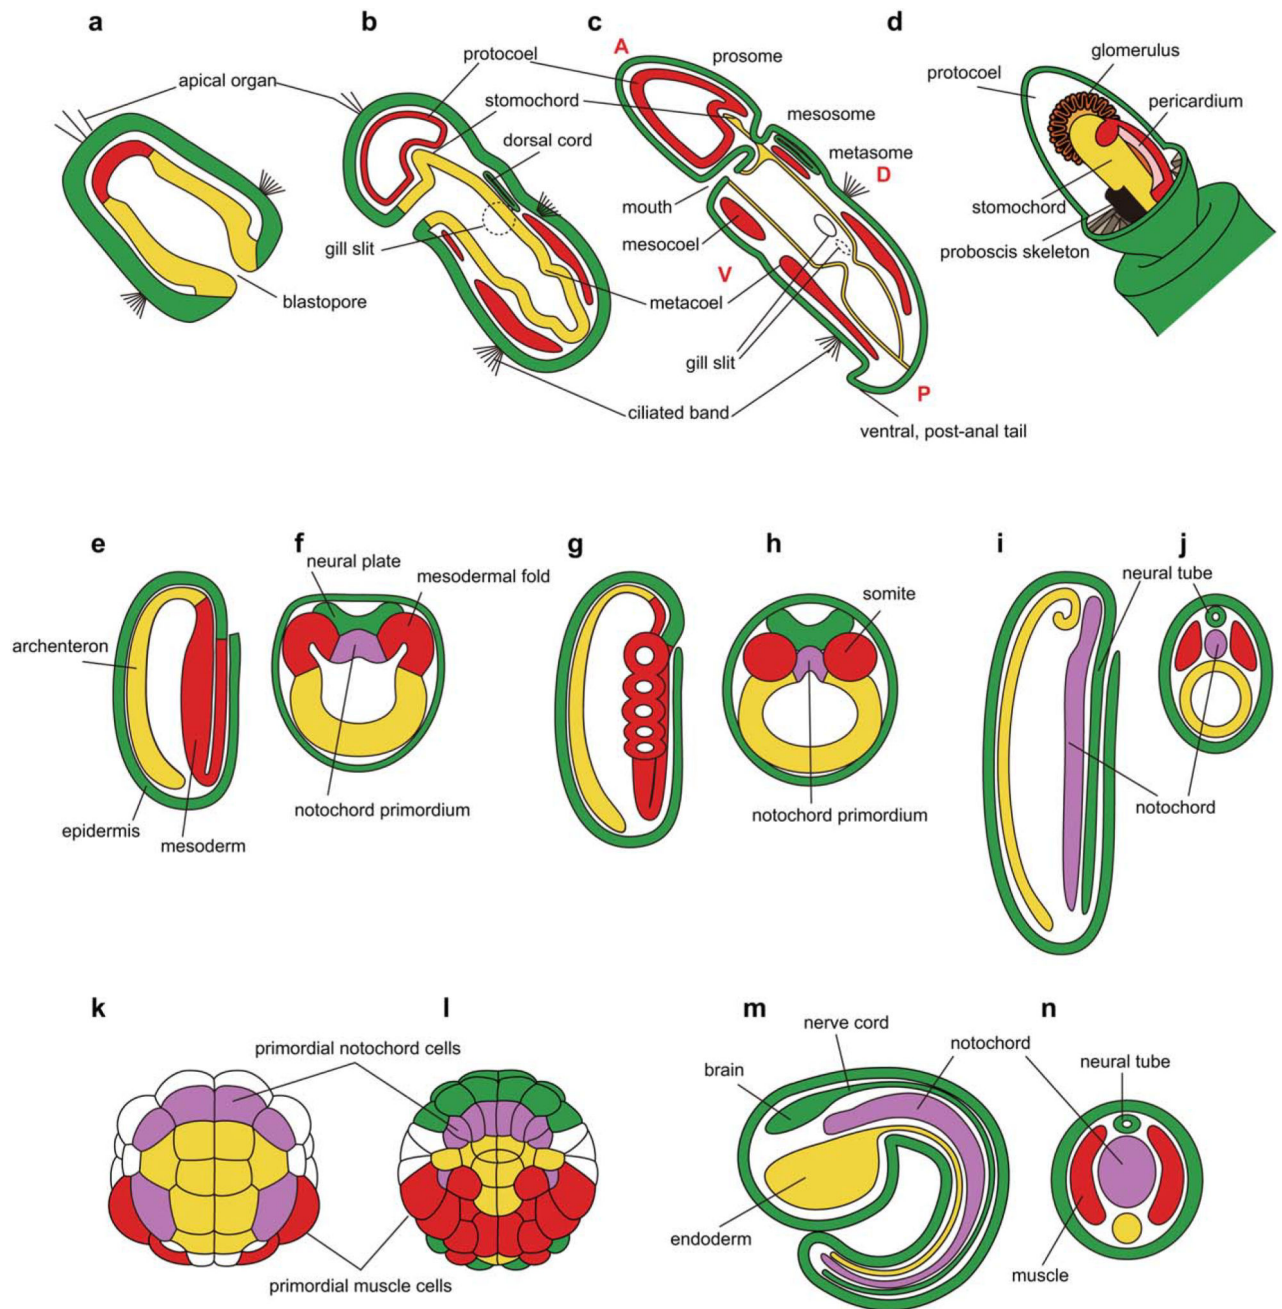 a
b
c
d
A
prosome
glomerulus
protocoel
protocoel
apical organ
pericardium
stomochord
mesosome
dorsal cord
metasome
D
mouth
stomochord
gill slit
mesocoel
proboscis skeleton
V
blastopore
metacoel
gill slit
P
ciliated band
ventral, post-anal tail
e
f
g
h
i
j
neural plate
mesodermal fold
neural tube
somite
archenteron
notochord primordium
notochord
notochord primordium
epidermis
mesoderm
k
l
m
n
nerve cord
primordial notochord cells
notochord
brain
neural tube
endoderm
muscle
primordial muscle cells